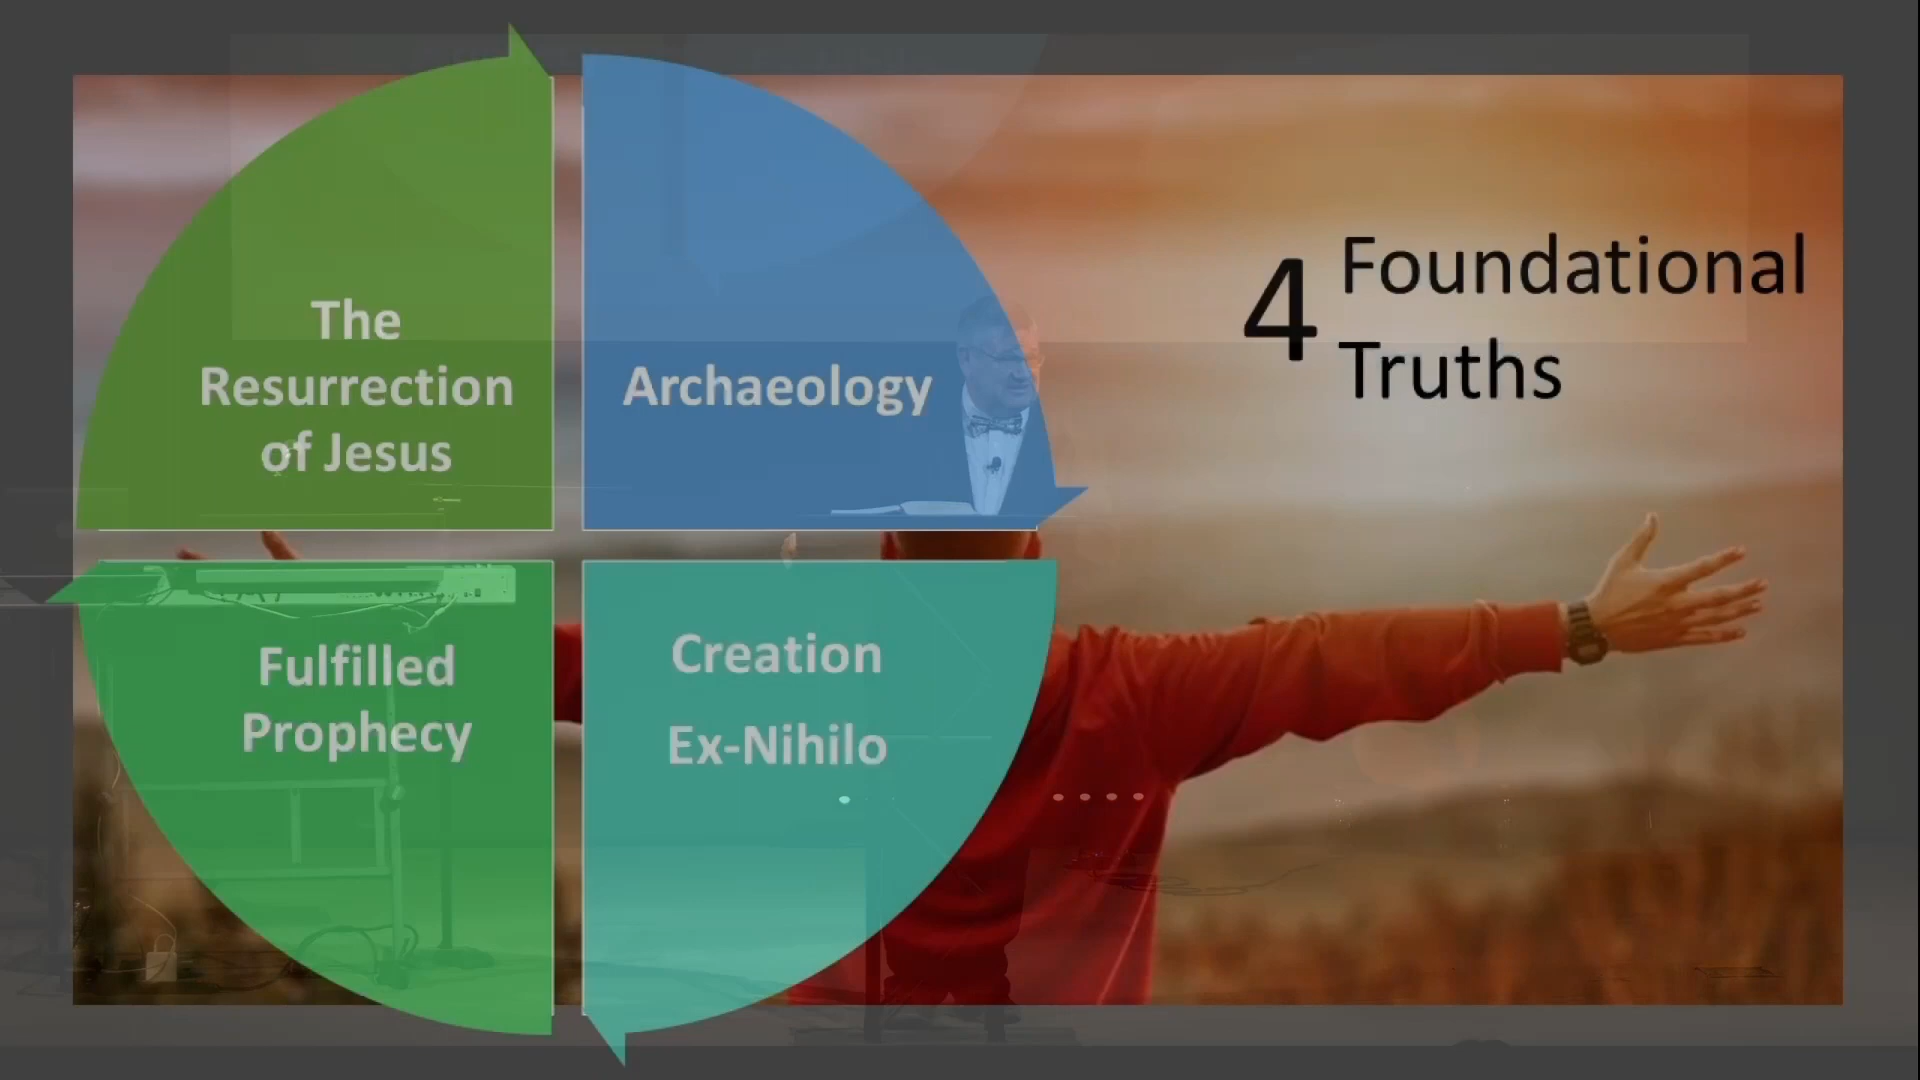 The
Resurrection
of Jesus
Archaeology
4 Foundational
Truths
Fulfilled
Prophecy
Creation
Ex-Nihilo